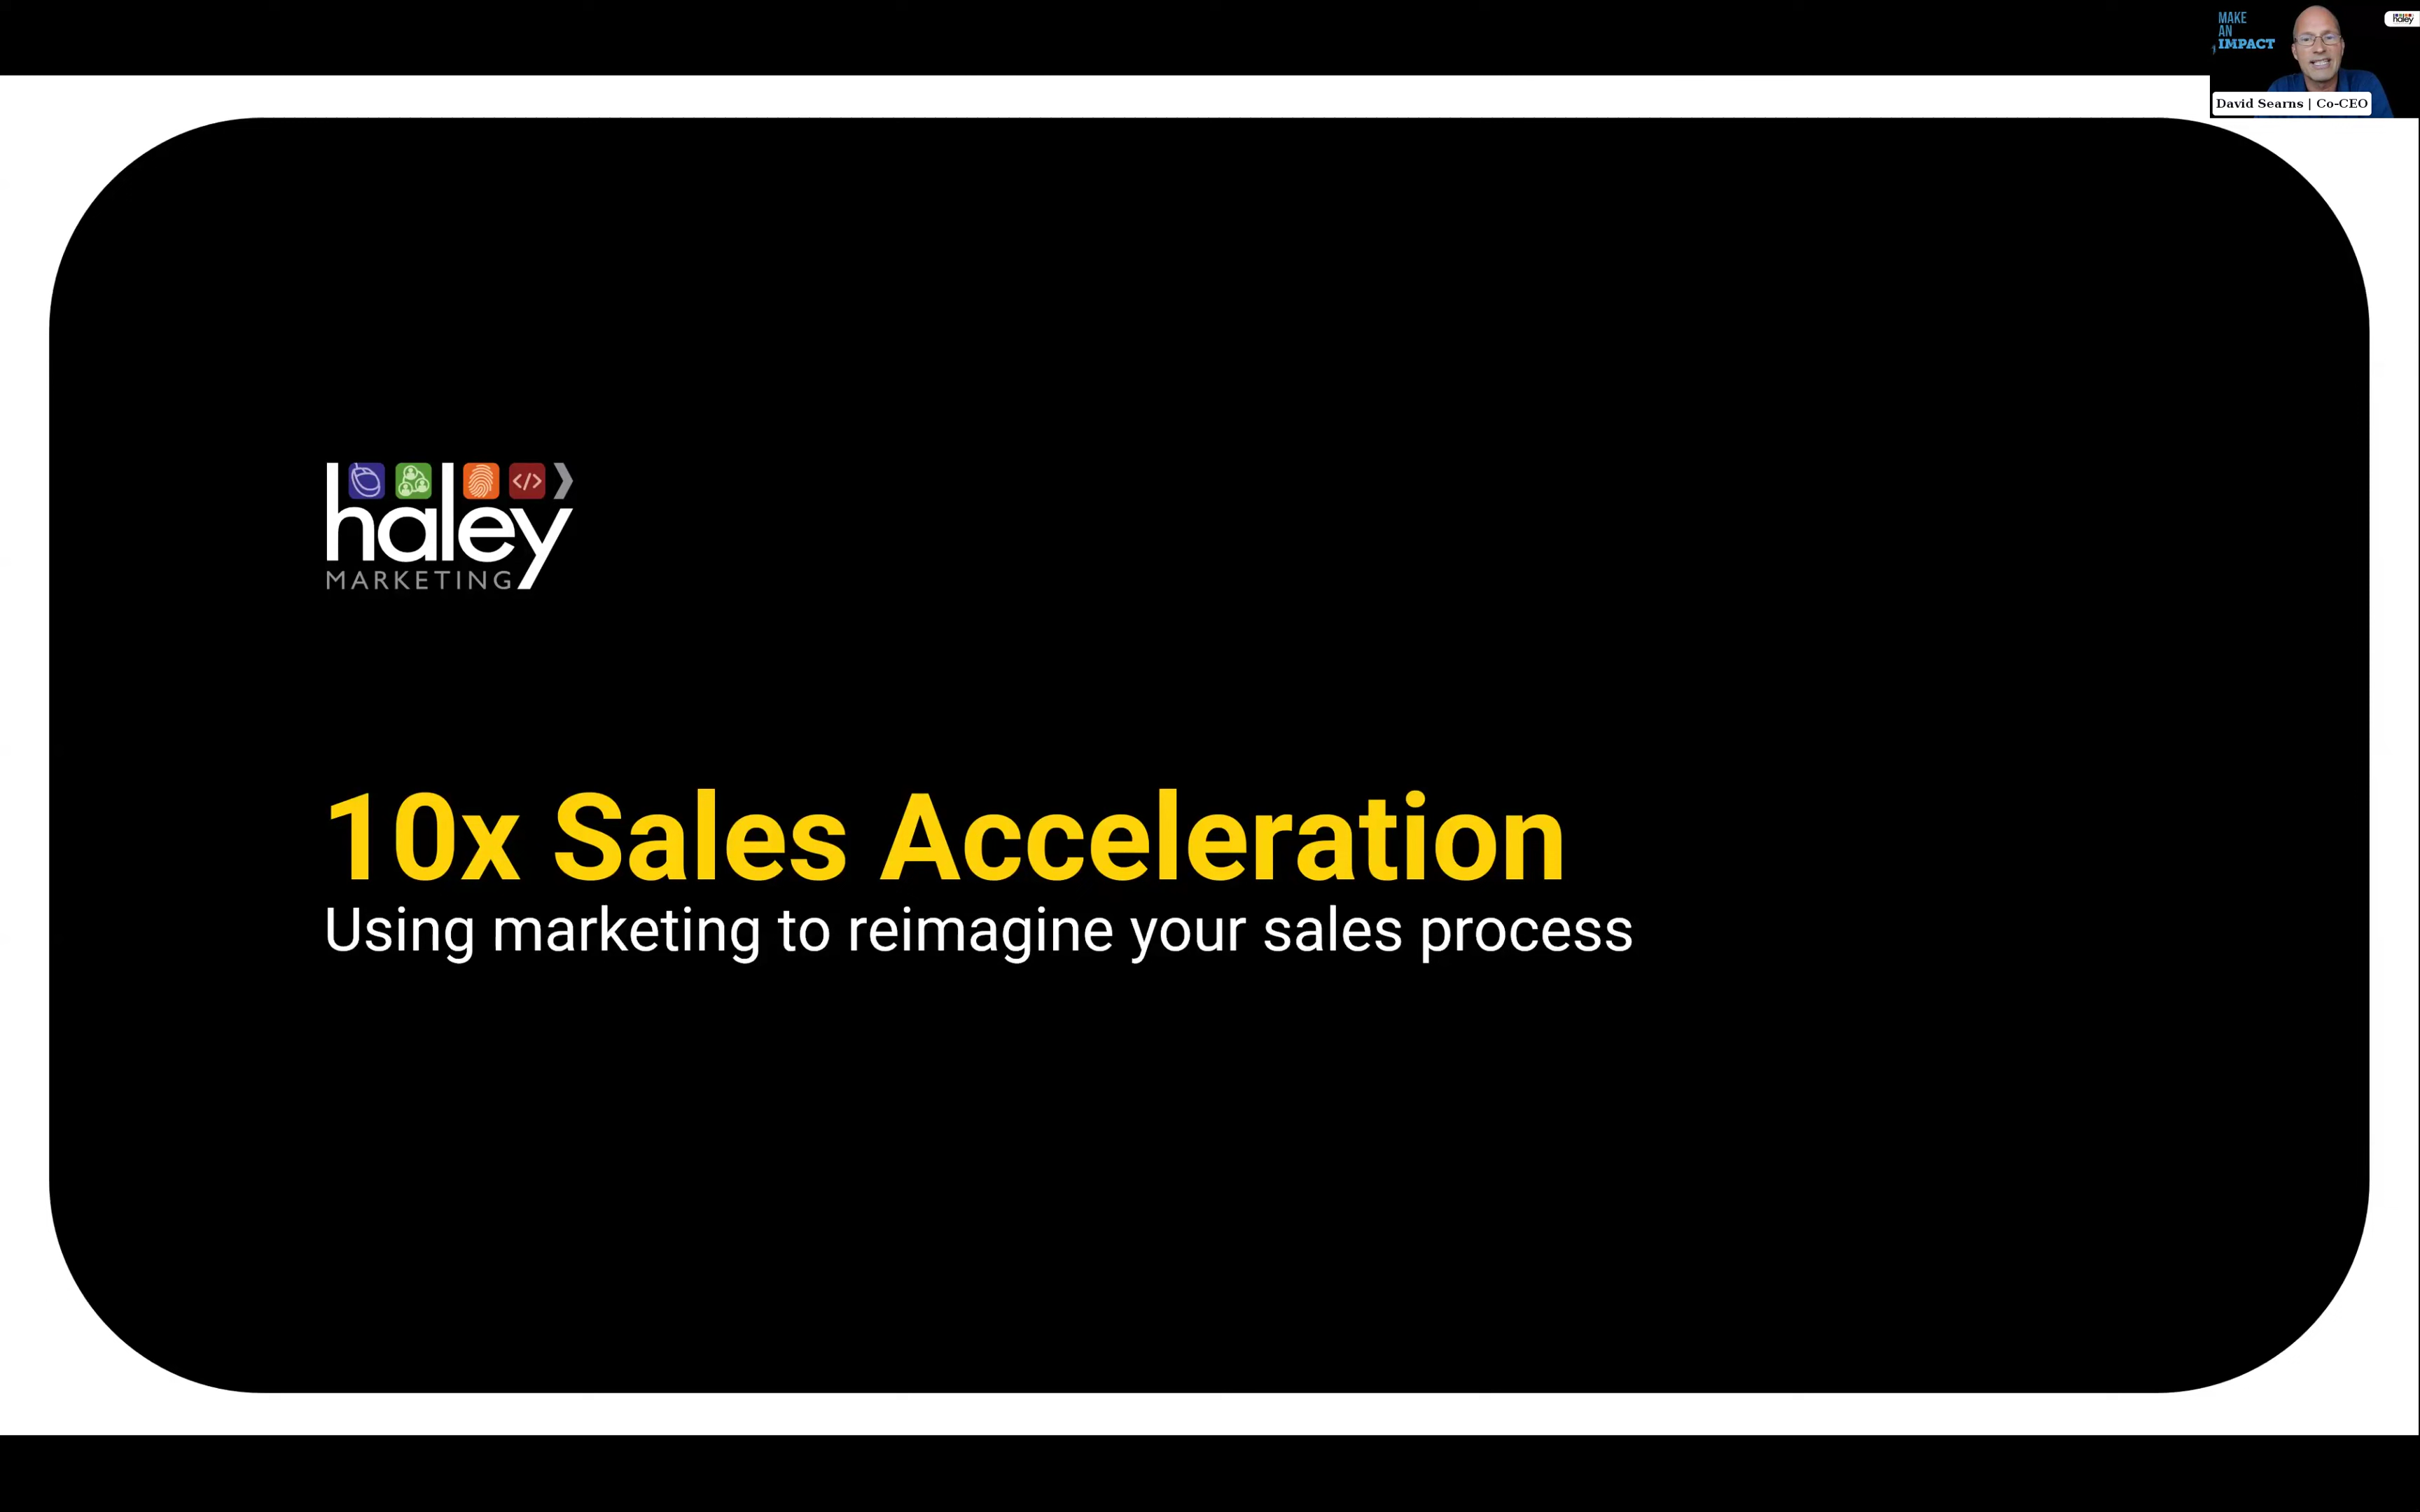 MAKE
AN
IMPACT
haley
David Searns | Co-CEO
</>
haley
MARKETING
10x Sales Acceleration
Using marketing to reimagine your sales process